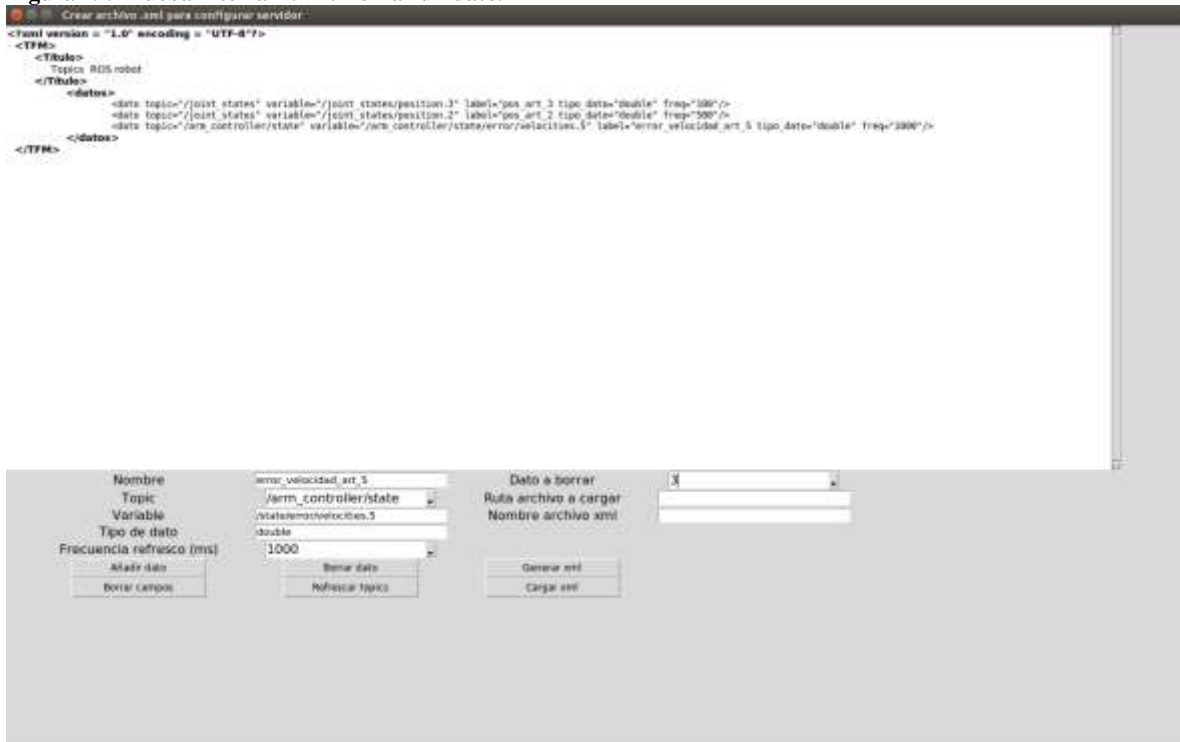 Crear archivo .xml para configurar servidor
<?xml version = "1.0" encoding = "UTF-8"?>
<TFM>
<Titulo>
Topics ROS robot
</Titulo>
<datos>
<dato topic="/joint_states" variable="/joint_states/position.3" label="pos_art_3 tipo_dato="double" freq="100"/>
<dato topic="/joint_states" variable="/joint_states/position.2" label="pos_art_2 tipo_dato="double" freq="500"/>
<dato topic="/arm_controller/state" variable="/arm_controller/state/error/velocities.5" label="error_velocidad_art_5 tipo_dato="double" freq="1000"/>
</datos>
</TFM>
Nombre error_velocidad_art_5 Dato a borrar 3
Topic /arm_controller/state Ruta archivo a cargar
Variable /state/error/velocities.5 Nombre archivo xml
Tipo de dato double
Frecuencia refresco (ms) 1000
Añadir dato Borrar dato Generar xml
Borrar campos Refrescar topics Cargar xml